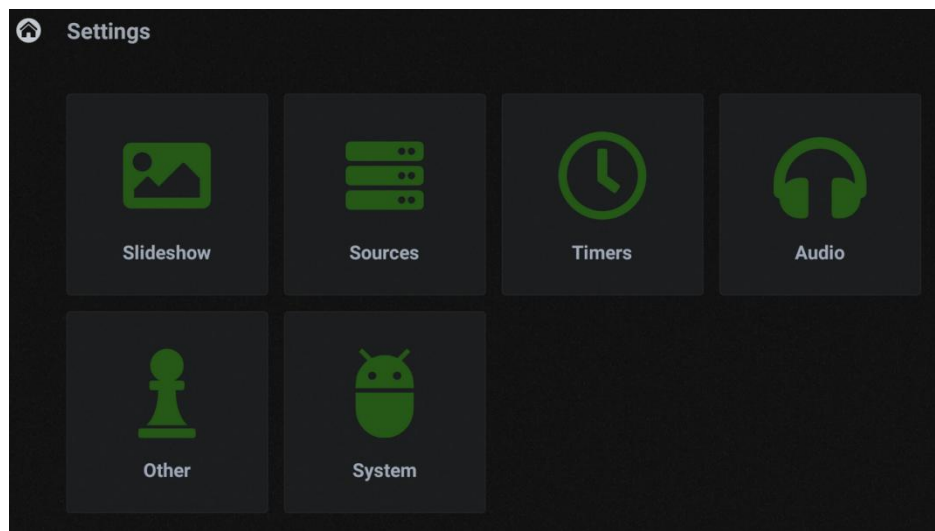 Settings
Slideshow
Sources
Timers
Audio
Other
System